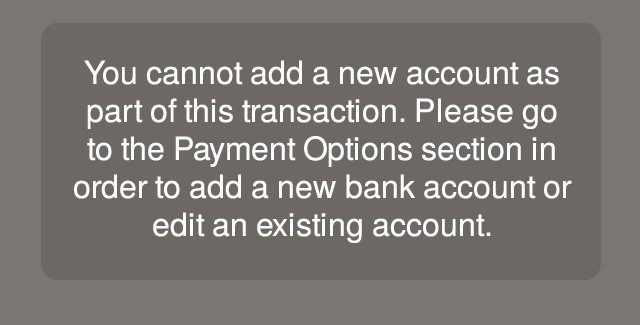 You cannot add a new account as
part of this transaction. Please go
to the Payment Options section in
order to add a new bank account or
edit an existing account.